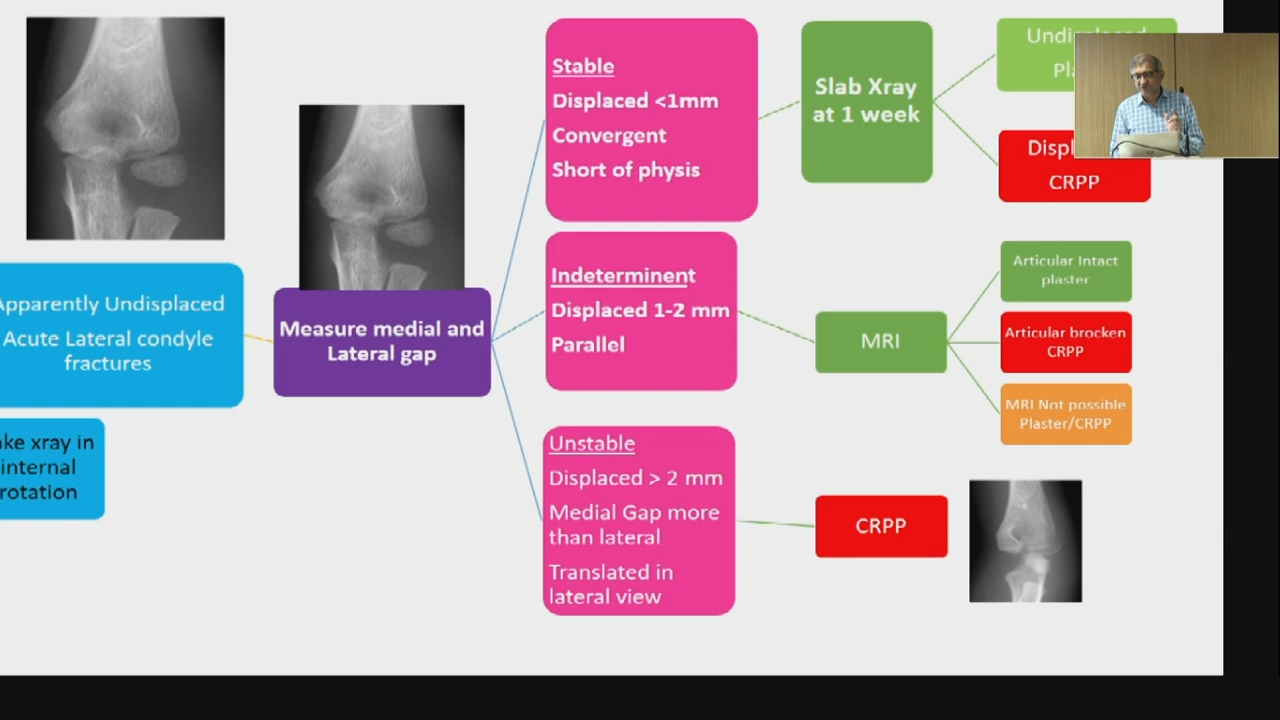 Apparently Undisplaced
Acute Lateral condyle
fractures
xray in
internal
rotation
Measure medial and
Lateral gap
Stable
Displaced <1mm
Convergent
Short of physis
Slab Xray
at 1 week
CRPP
Indeterminent
Displaced 1-2 mm
Parallel
MRI
Articular Intact
plaster
Articular brocken
CRPP
MRI Not possible
Plaster/CRPP
Unstable
Displaced > 2 mm
Medial Gap more
than lateral
Translated in
lateral view
CRPP